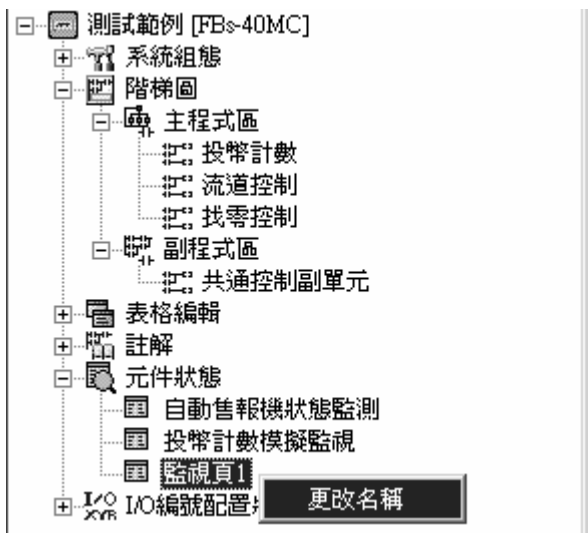 測試範例 [FBs-40MC]
系統組態
階梯圖
主程式區
投幣計數
流道控制
找零控制
副程式區
共通控制副單元
表格編輯
註解
元件狀態
自動售報機狀態監測
投幣計數模擬監視
監視頁1
更改名稱
I/O編號配置